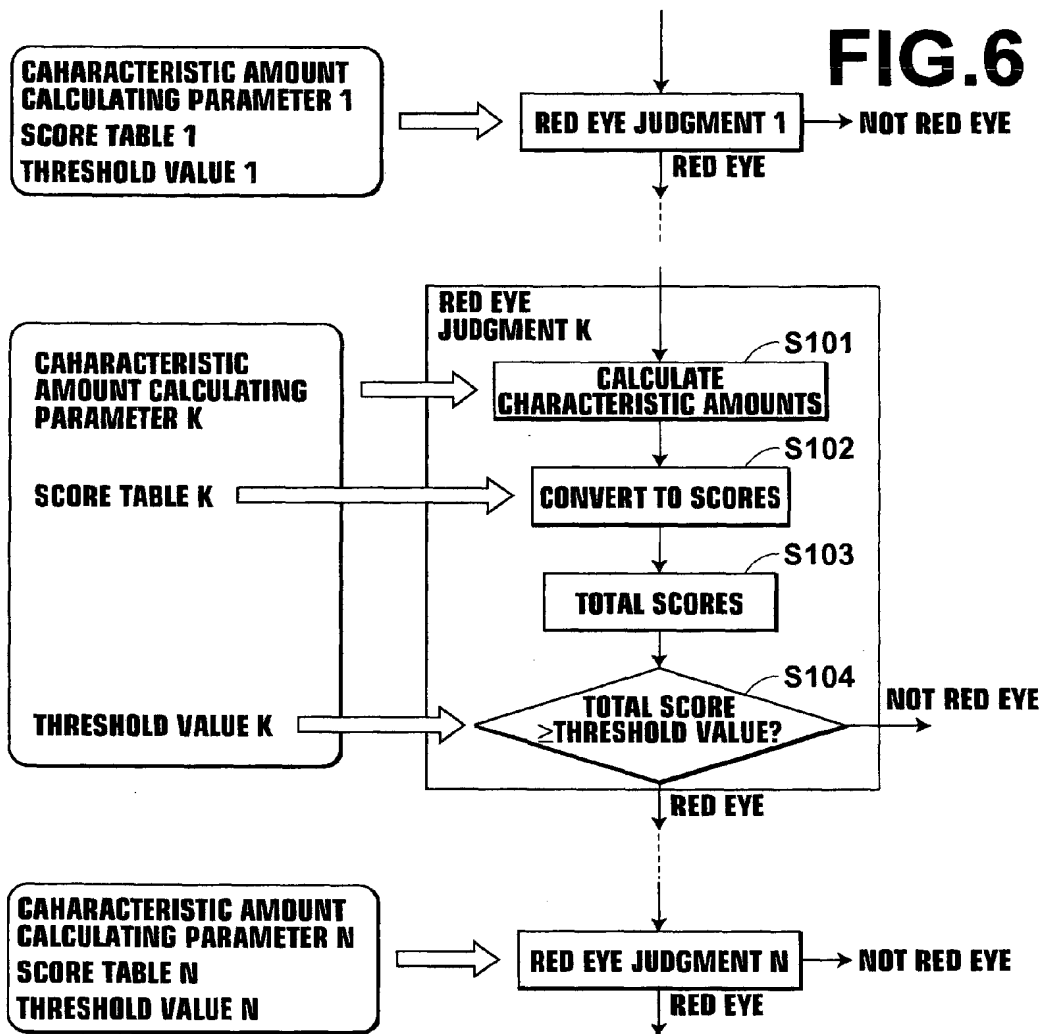 FIG.6
CAHARACTERISTIC AMOUNT
CALCULATING PARAMETER 1
SCORE TABLE 1
THRESHOLD VALUE 1
RED EYE JUDGMENT 1
NOT RED EYE
RED EYE
RED EYE
JUDGMENT K
CAHARACTERISTIC
AMOUNT CALCULATING
PARAMETER K
S101
CALCULATE
CHARACTERISTIC AMOUNTS
S102
SCORE TABLE K
CONVERT TO SCORES
S103
TOTAL SCORES
S104
THRESHOLD VALUE K
TOTAL SCORE
≥THRESHOLD VALUE?
NOT RED EYE
RED EYE
CAHARACTERISTIC AMOUNT
CALCULATING PARAMETER N
SCORE TABLE N
THRESHOLD VALUE N
RED EYE JUDGMENT N
NOT RED EYE
RED EYE